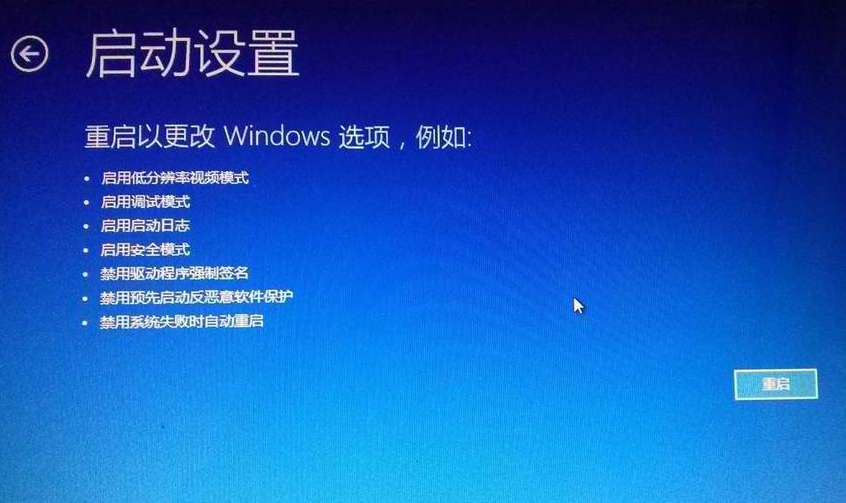 启动设置
重启以更改 Windows 选项，例如:
• 启用低分辨率视频模式
• 启用调试模式
• 启用启动日志
• 启用安全模式
• 禁用驱动程序强制签名
• 禁用预先启动反恶意软件保护
• 禁用系统失败时自动重启
重启